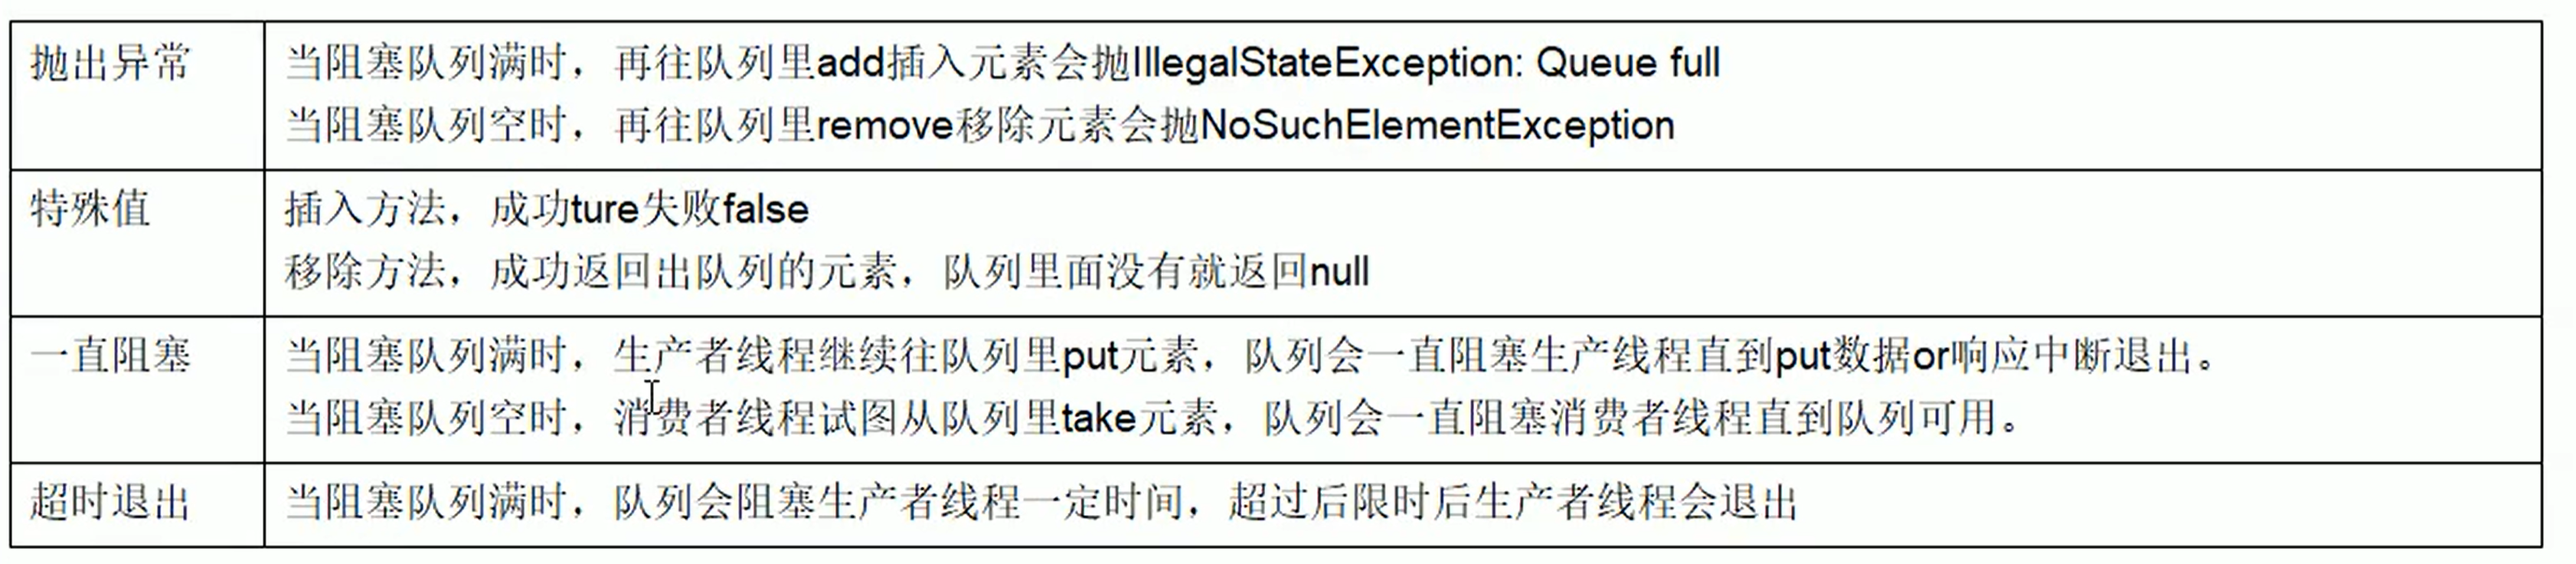 抛出异常
当阻塞队列满时，再往队列里add插入元素会抛IllegalStateException: Queue full
当阻塞队列空时，再往队列里remove移除元素会抛NoSuchElementException
特殊值
插入方法，成功ture失败false
移除方法，成功返回出队列的元素，队列里面没有就返回null
一直阻塞
当阻塞队列满时，生产者线程继续往队列里put元素，队列会一直阻塞生产线程直到put数据or响应中断退出。
当阻塞队列空时，消费者线程试图从队列里take元素，队列会一直阻塞消费者线程直到队列可用。
超时退出
当阻塞队列满时，队列会阻塞生产者线程一定时间，超过后限时后生产者线程会退出